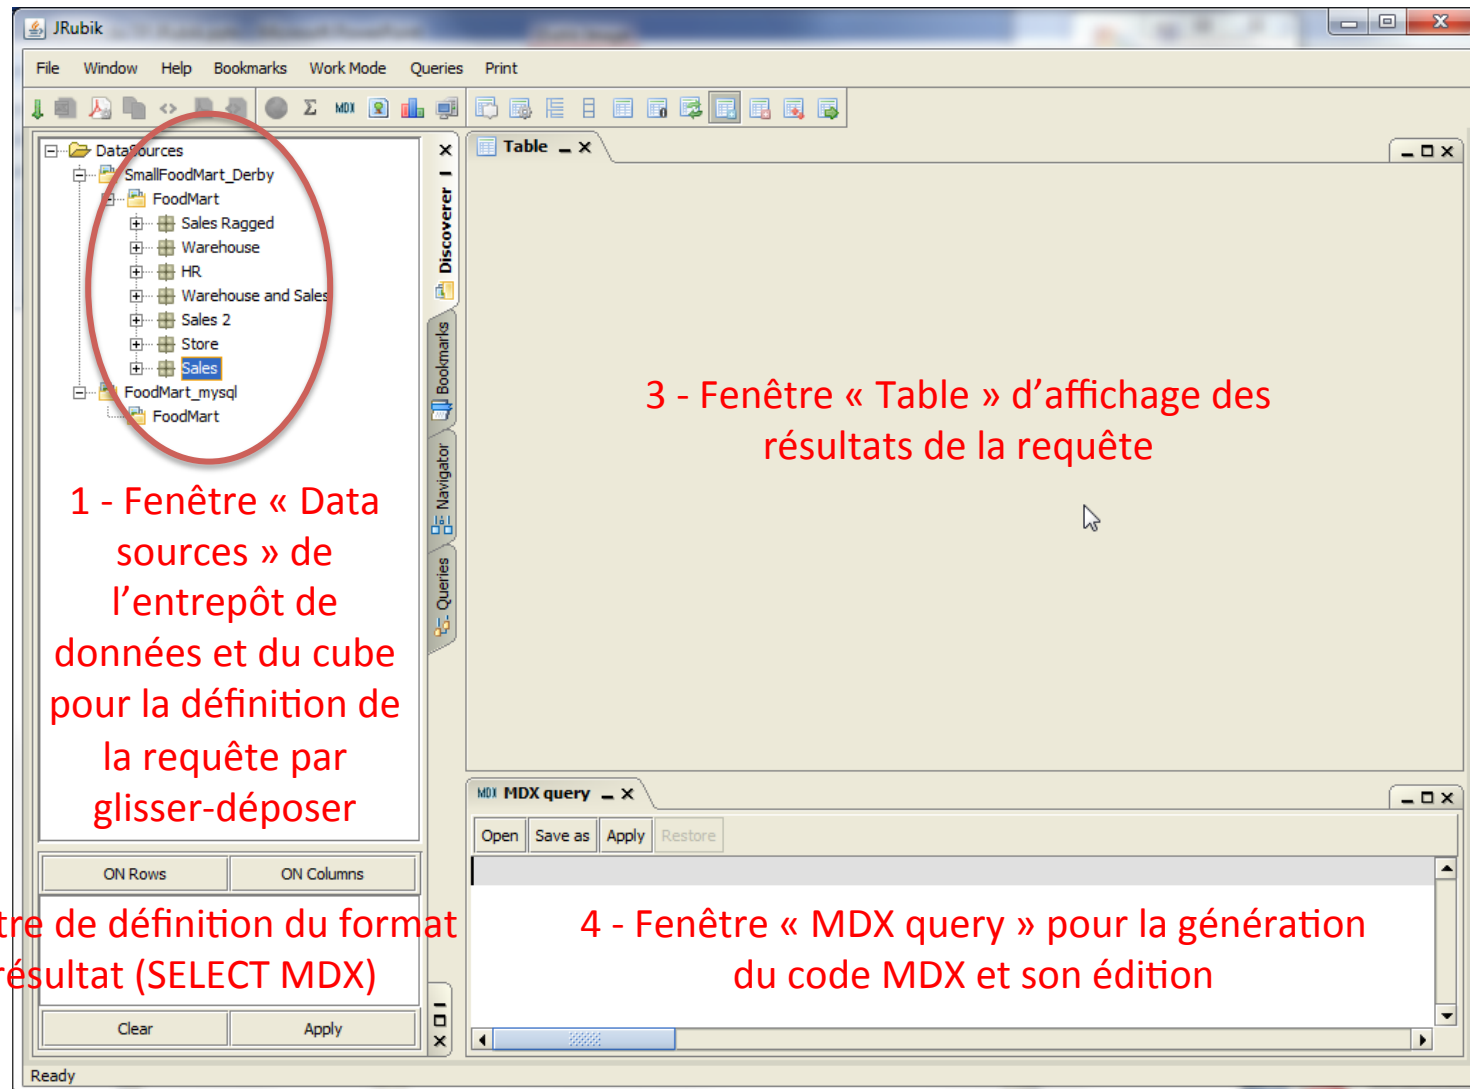 JRubik
File Window Help Bookmarks Work Mode Queries Print
Σ MDX
DataSources
SmallFoodMart_Derby
FoodMart
Sales Ragged
Warehouse
HR
Warehouse and Sales
Sales 2
Store
Sales
FoodMart_mysql
FoodMart
1 - Fenêtre « Data
sources » de
l’entrepôt de
données et du cube
pour la définition de
la requête par
glisser-déposer
ON Rows ON Columns
tre de définition du format
résultat (SELECT MDX)
Clear Apply
Discoverer
Bookmarks
Navigator
Queries
Table
3 - Fenêtre « Table » d’affichage des
résultats de la requête
MDX MDX query
Open Save as Apply Restore
4 - Fenêtre « MDX query » pour la génération
du code MDX et son édition
Ready